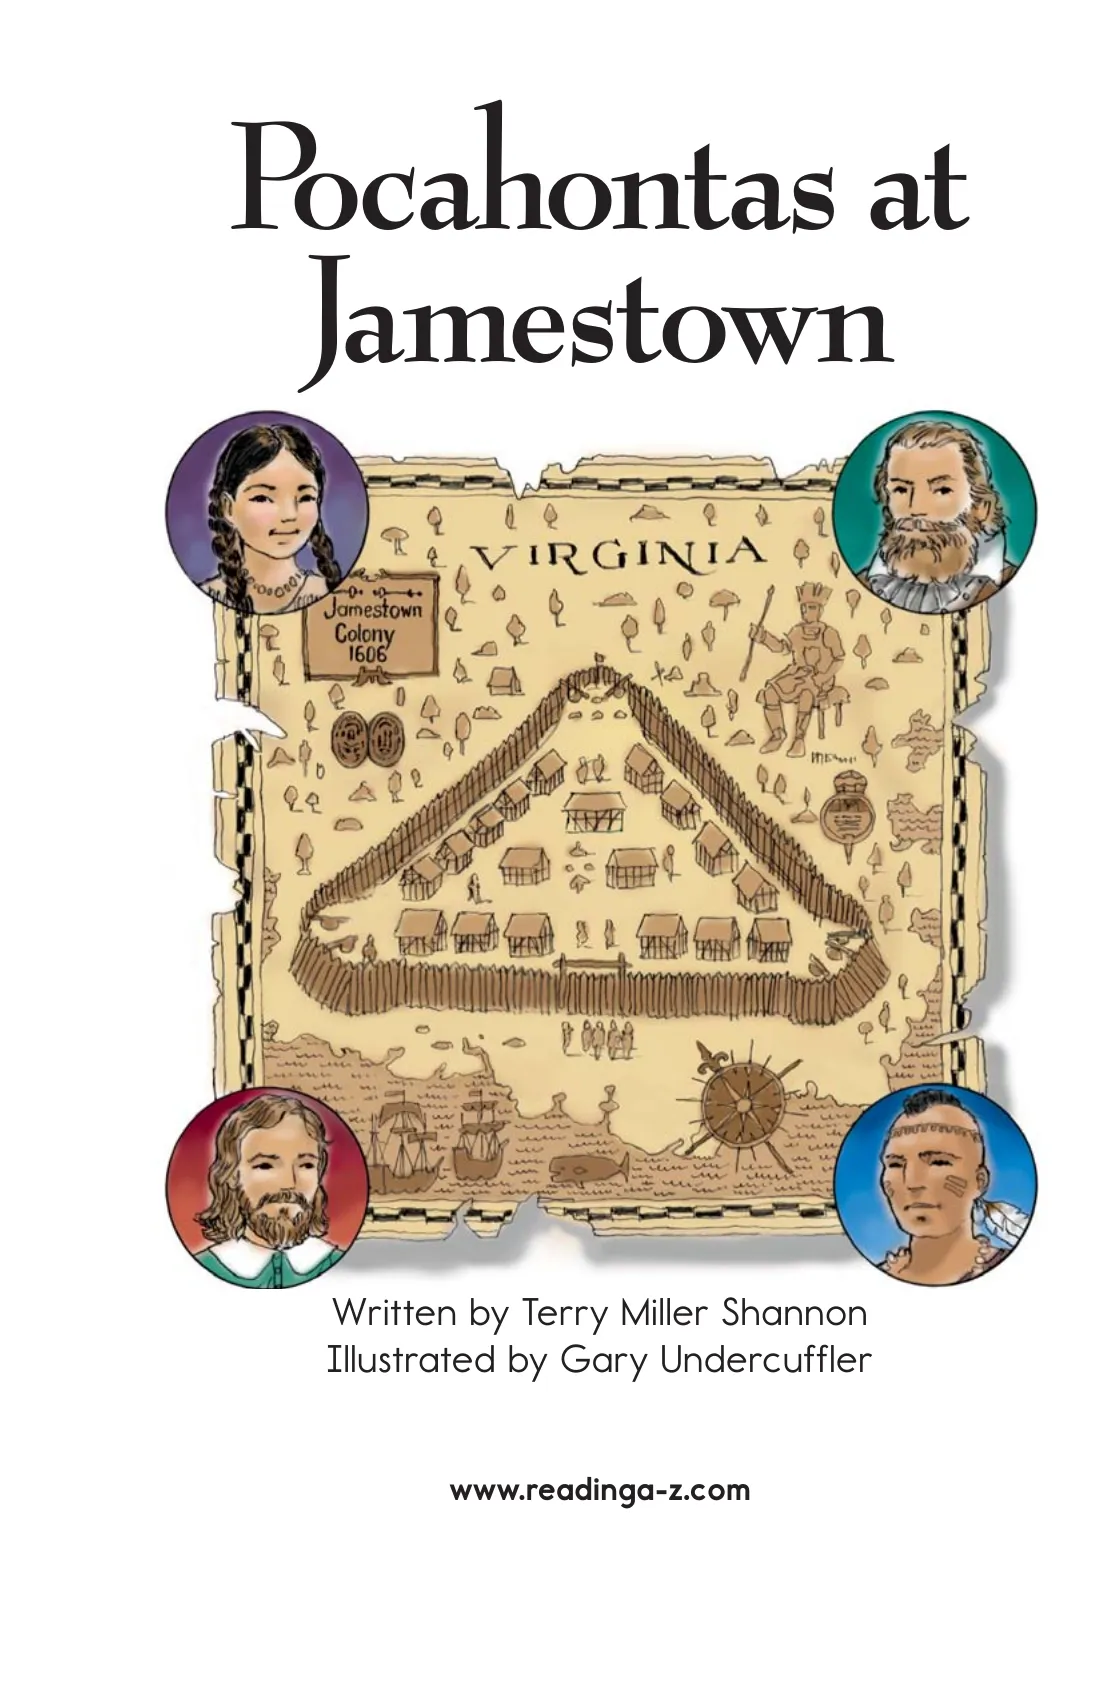 Pocahontas at
Jamestown
VIRGINIA
Jamestown
Colony
1606
Written by Terry Miller Shannon
Illustrated by Gary Undercuffler
www.readinga-z.com